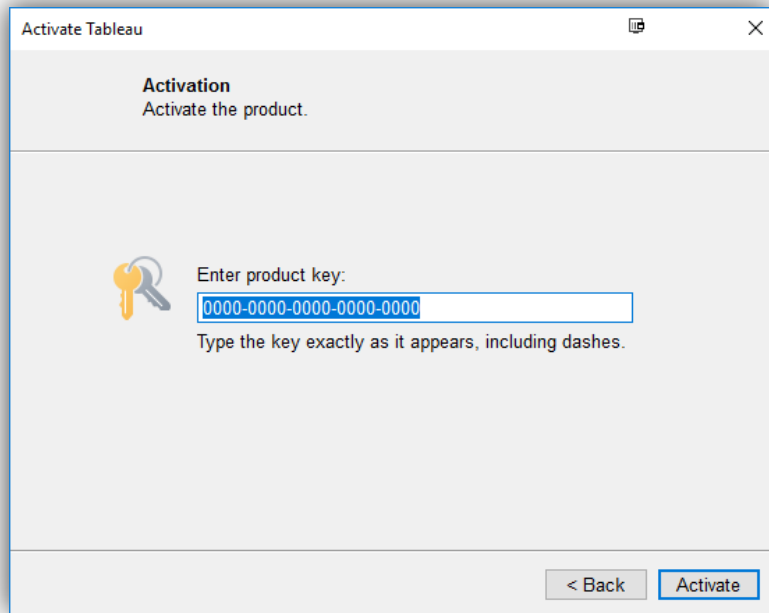 Activate Tableau
Activation
Activate the product.
Enter product key:
0000-0000-0000-0000-0000
Type the key exactly as it appears, including dashes.
< Back
Activate